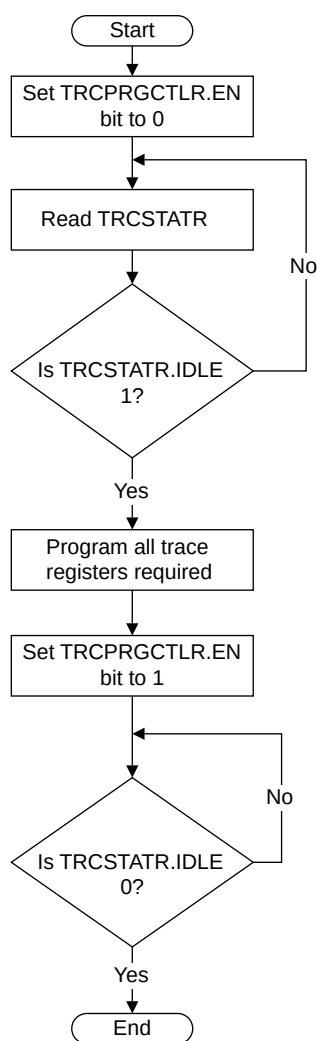 Start
Set TRCPRGCTLR.EN
bit to 0
Read TRCSTATR
No
Is TRCSTATR.IDLE
1?
Yes
Program all trace
registers required
Set TRCPRGCTLR.EN
bit to 1
No
Is TRCSTATR.IDLE
0?
Yes
End